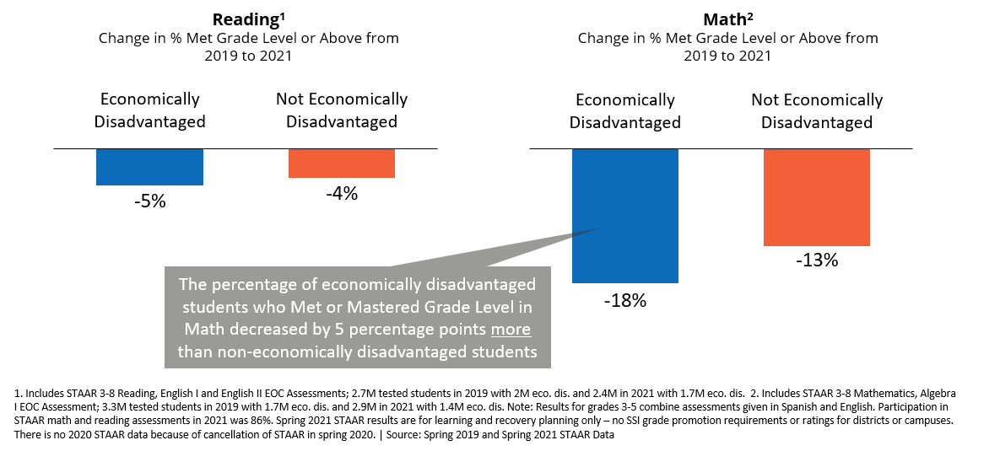 Reading¹
Change in % Met Grade Level or Above from
2019 to 2021
Economically
Disadvantaged
Not Economically
Disadvantaged
-5%
-4%
Math²
Change in % Met Grade Level or Above from
2019 to 2021
Economically
Disadvantaged
Not Economically
Disadvantaged
-18%
-13%
The percentage of economically disadvantaged
students who Met or Mastered Grade Level in
Math decreased by 5 percentage points more
than non-economically disadvantaged students
1. Includes STAAR 3-8 Reading, English I and English II EOC Assessments; 2.7M tested students in 2019 with 2M eco. dis. and 2.4M in 2021 with 1.7M eco. dis. 2. Includes STAAR 3-8 Mathematics, Algebra
I EOC Assessment; 3.3M tested students in 2019 with 1.7M eco. dis. and 2.9M in 2021 with 1.4M eco. dis. Note: Results for grades 3-5 combine assessments given in Spanish and English. Participation in
STAAR math and reading assessments in 2021 was 86%. Spring 2021 STAAR results are for learning and recovery planning only – no SSI grade promotion requirements or ratings for districts or campuses.
There is no 2020 STAAR data because of cancellation of STAAR in spring 2020. | Source: Spring 2019 and Spring 2021 STAAR Data